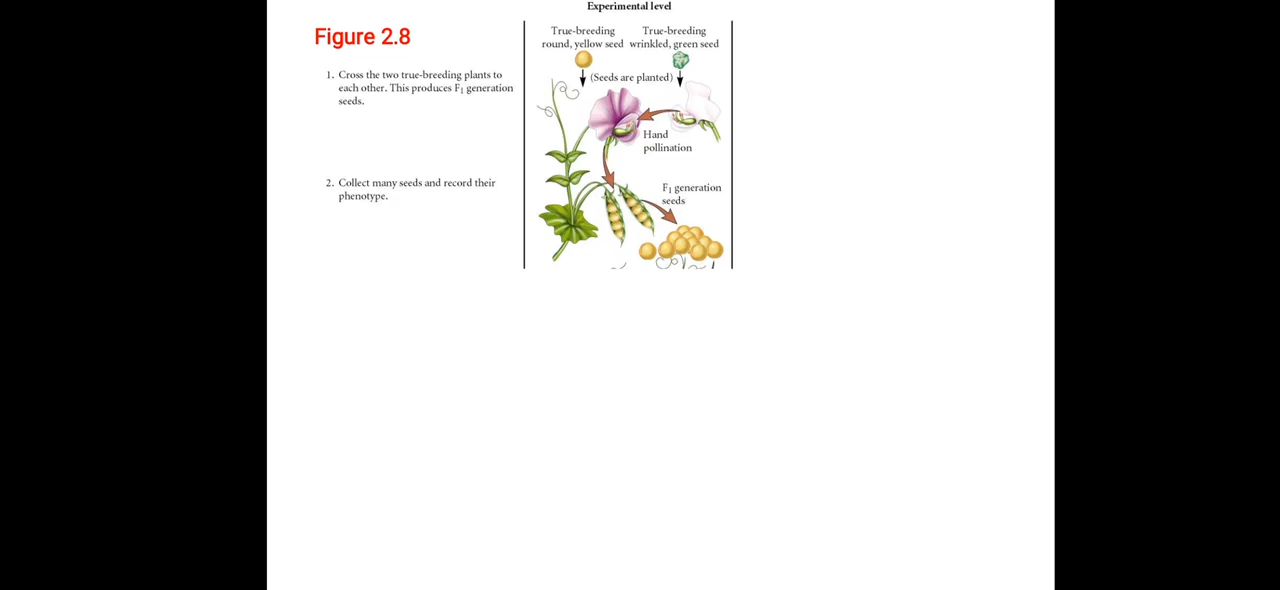 Experimental level
Figure 2.8
True-breeding
round, yellow seed
True-breeding
wrinkled, green seed
(Seeds are planted)
1. Cross the two true-breeding plants to
each other. This produces F₁ generation
seeds.
Hand
pollination
2. Collect many seeds and record their
phenotype.
F₁ generation
seeds